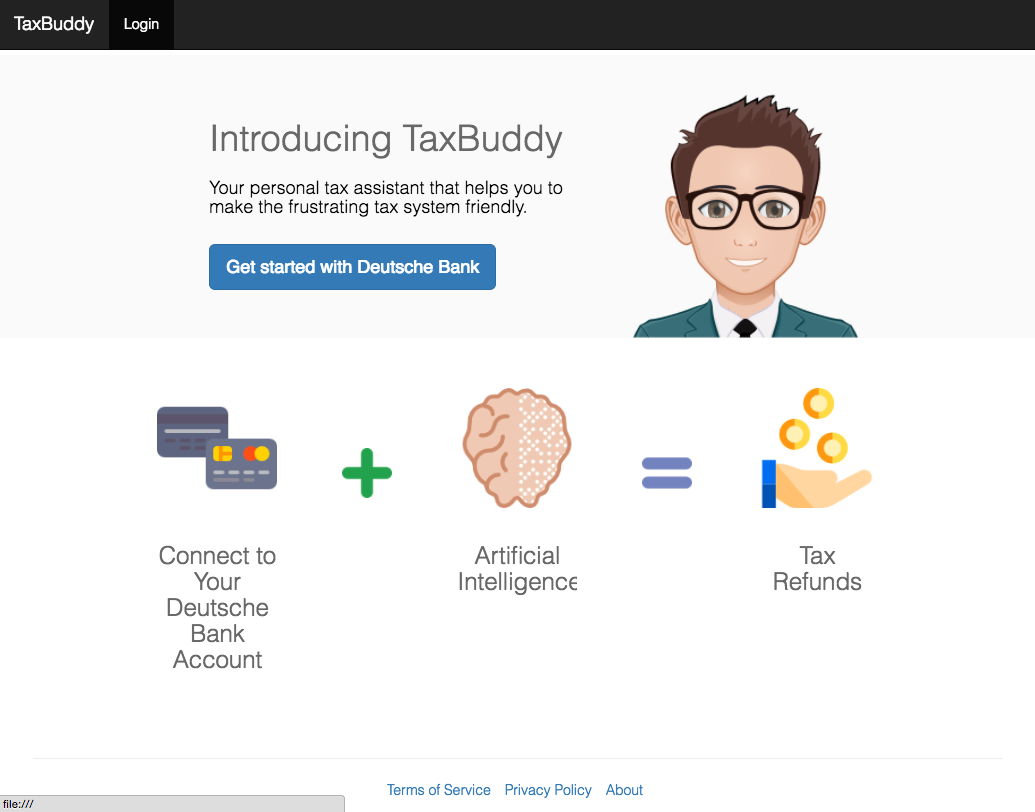 TaxBuddy
Login
Introducing TaxBuddy
Your personal tax assistant that helps you to
make the frustrating tax system friendly.
Get started with Deutsche Bank
Connect to
Your
Deutsche
Bank
Account
Artificial
Intelligence
Tax
Refunds
Terms of Service
Privacy Policy
About
file:///